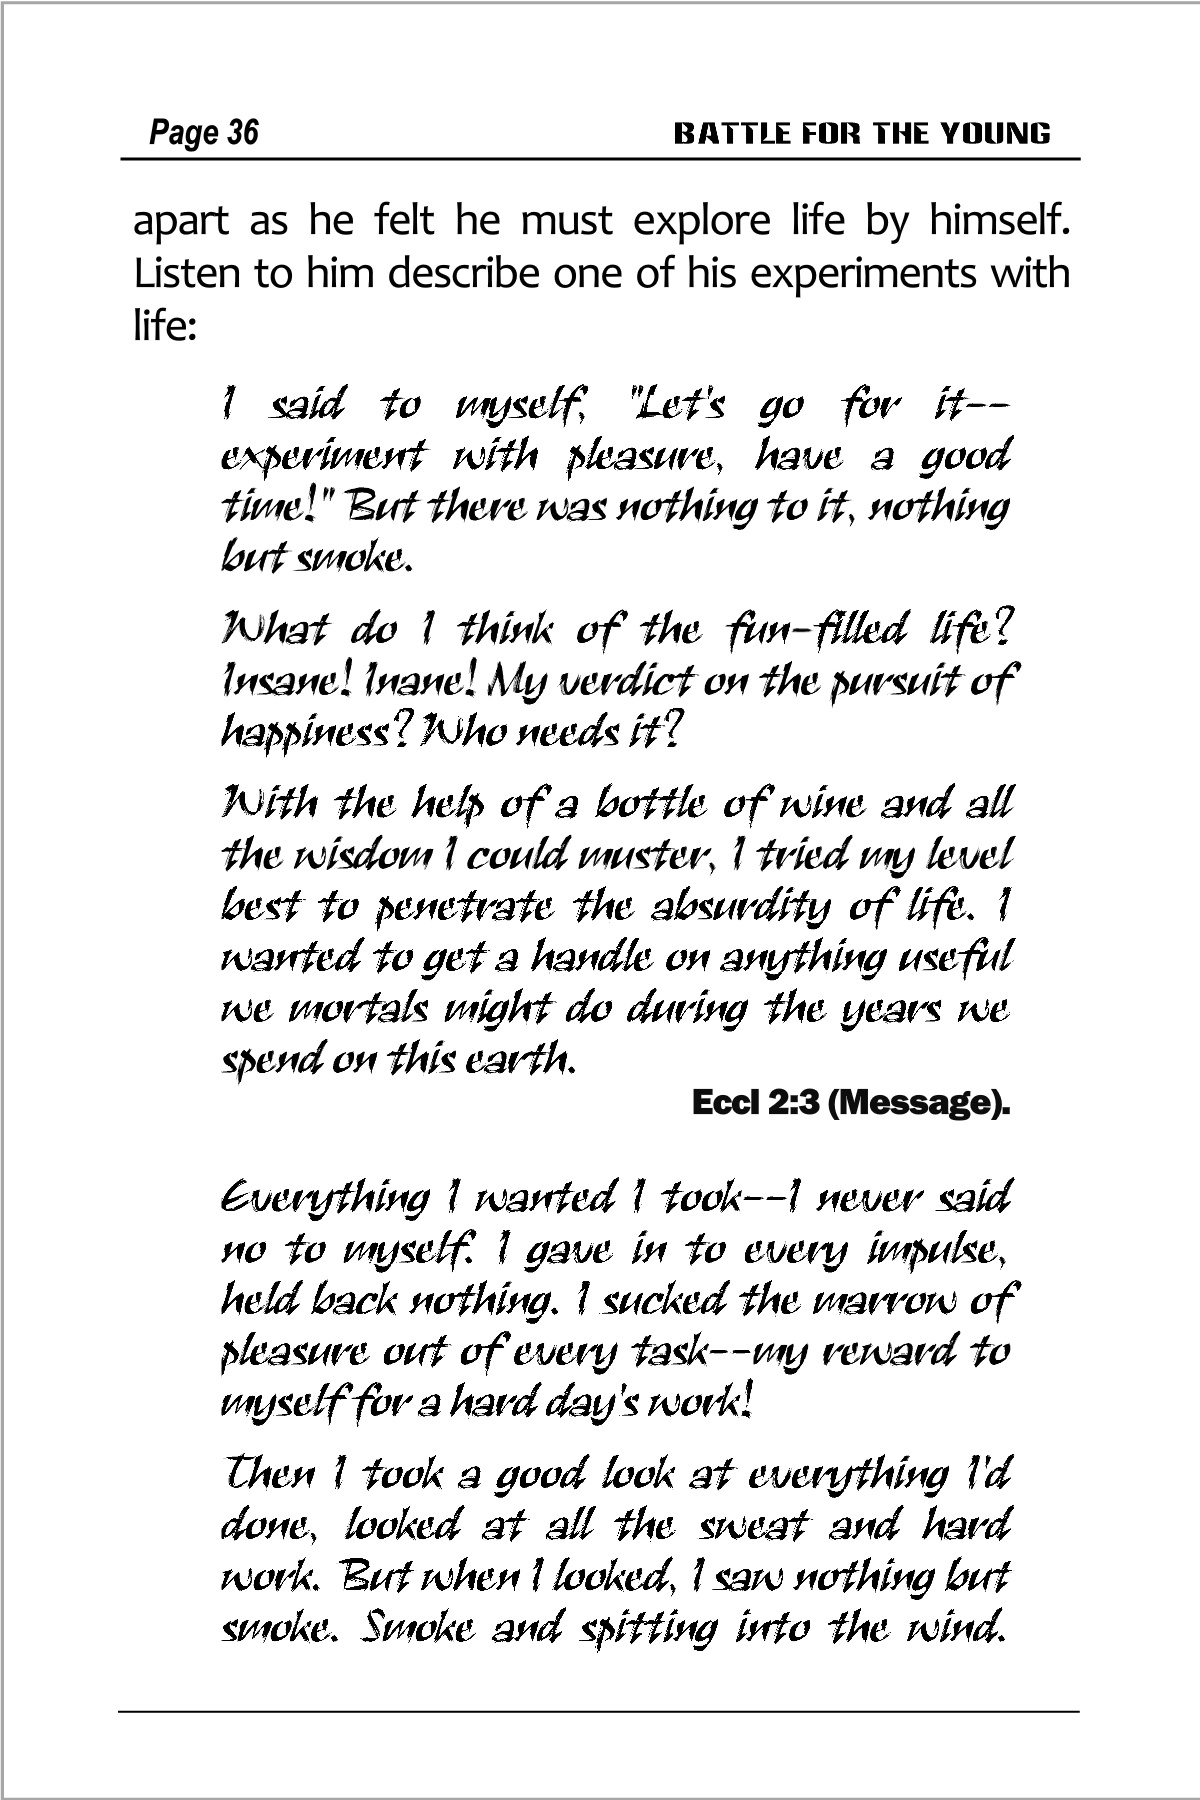 Page 36 BATTLE FOR THE YOUNG
apart as he felt he must explore life by himself.
Listen to him describe one of his experiments with
life:
I said to myself, "Let's go for it--
experiment with pleasure, have a good
time!" But there was nothing to it, nothing
but smoke.
What do I think of the fun-filled life?
Insane! Inane! My verdict on the pursuit of
happiness? Who needs it?
With the help of a bottle of wine and all
the wisdom I could muster, I tried my level
best to penetrate the absurdity of life. I
wanted to get a handle on anything useful
we mortals might do during the years we
spend on this earth.
Eccl 2:3 (Message).
Everything I wanted I took--I never said
no to myself. I gave in to every impulse,
held back nothing. I sucked the marrow of
pleasure out of every task--my reward to
myself for a hard day's work!
Then I took a good look at everything I'd
done, looked at all the sweat and hard
work. But when I looked, I saw nothing but
smoke. Smoke and spitting into the wind.